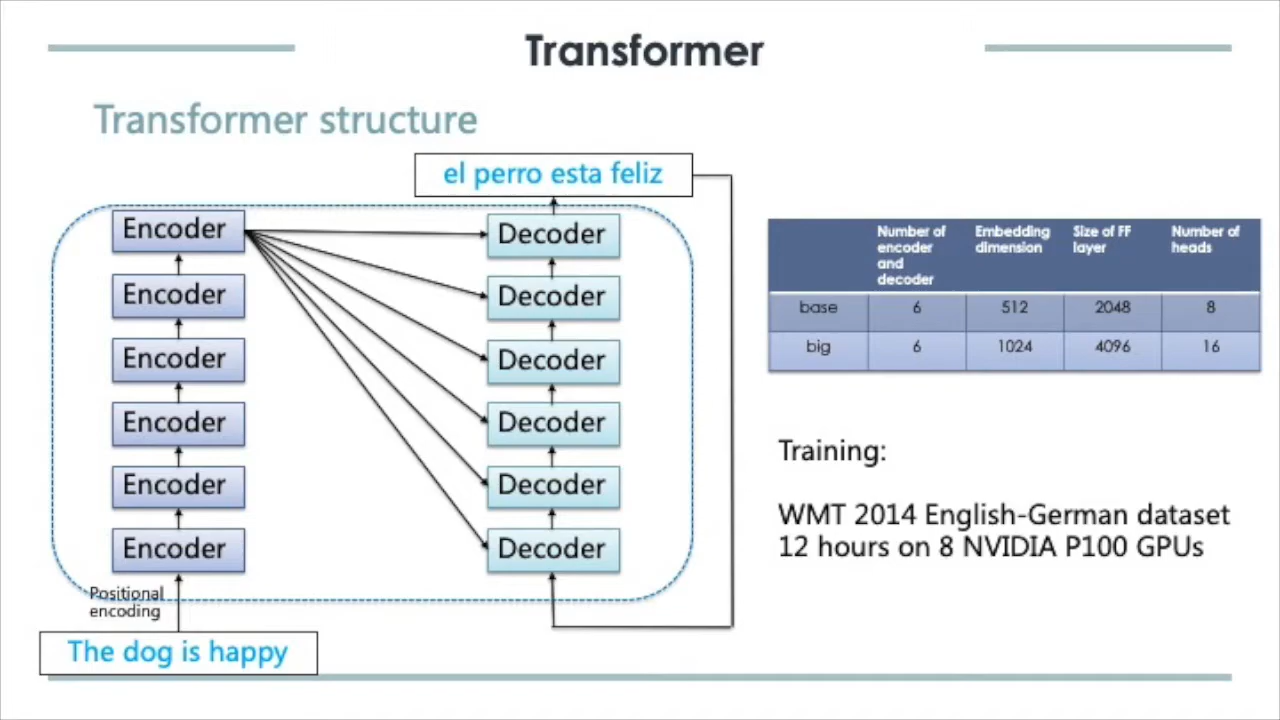 Transformer
Transformer structure
el perro esta feliz
Encoder
Encoder
Encoder
Encoder
Encoder
Encoder
Positional
encoding
The dog is happy
Decoder
Decoder
Decoder
Decoder
Decoder
Decoder
Number of encoder and decoder Embedding dimension Size of FF layer Number of heads
base 6 512 2048 8
big 6 1024 4096 16
Training:
WMT 2014 English-German dataset
12 hours on 8 NVIDIA P100 GPUs